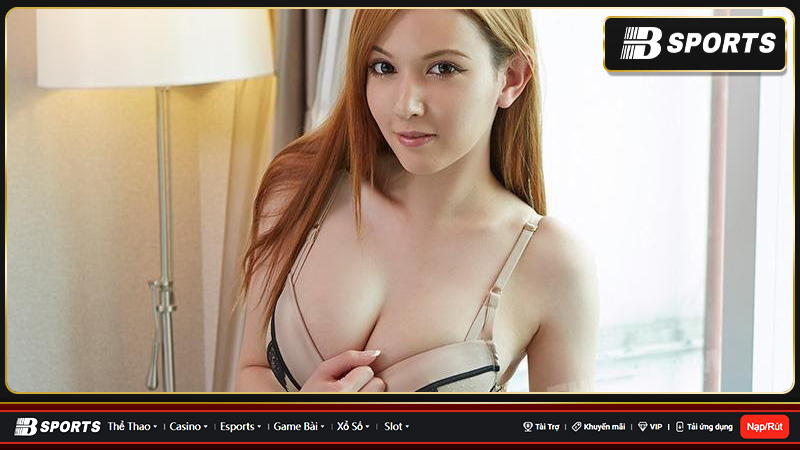 B SPORTS
B SPORTS Thể Thao Casino Esports Game Bài Xổ Số Slot Tài Trợ Khuyến mãi VIP Tải ứng dụng Nạp/Rút